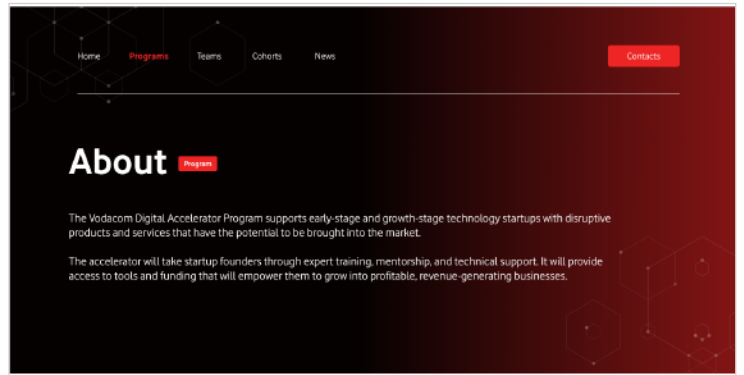 Home Programs Teams Cohorts News Contacts
About Program
The Vodacom Digital Accelerator Program supports early-stage and growth-stage technology startups with disruptive
products and services that have the potential to be brought into the market.
The accelerator will take startup founders through expert training, mentorship, and technical support. It will provide
access to tools and funding that will empower them to grow into profitable, revenue-generating businesses.